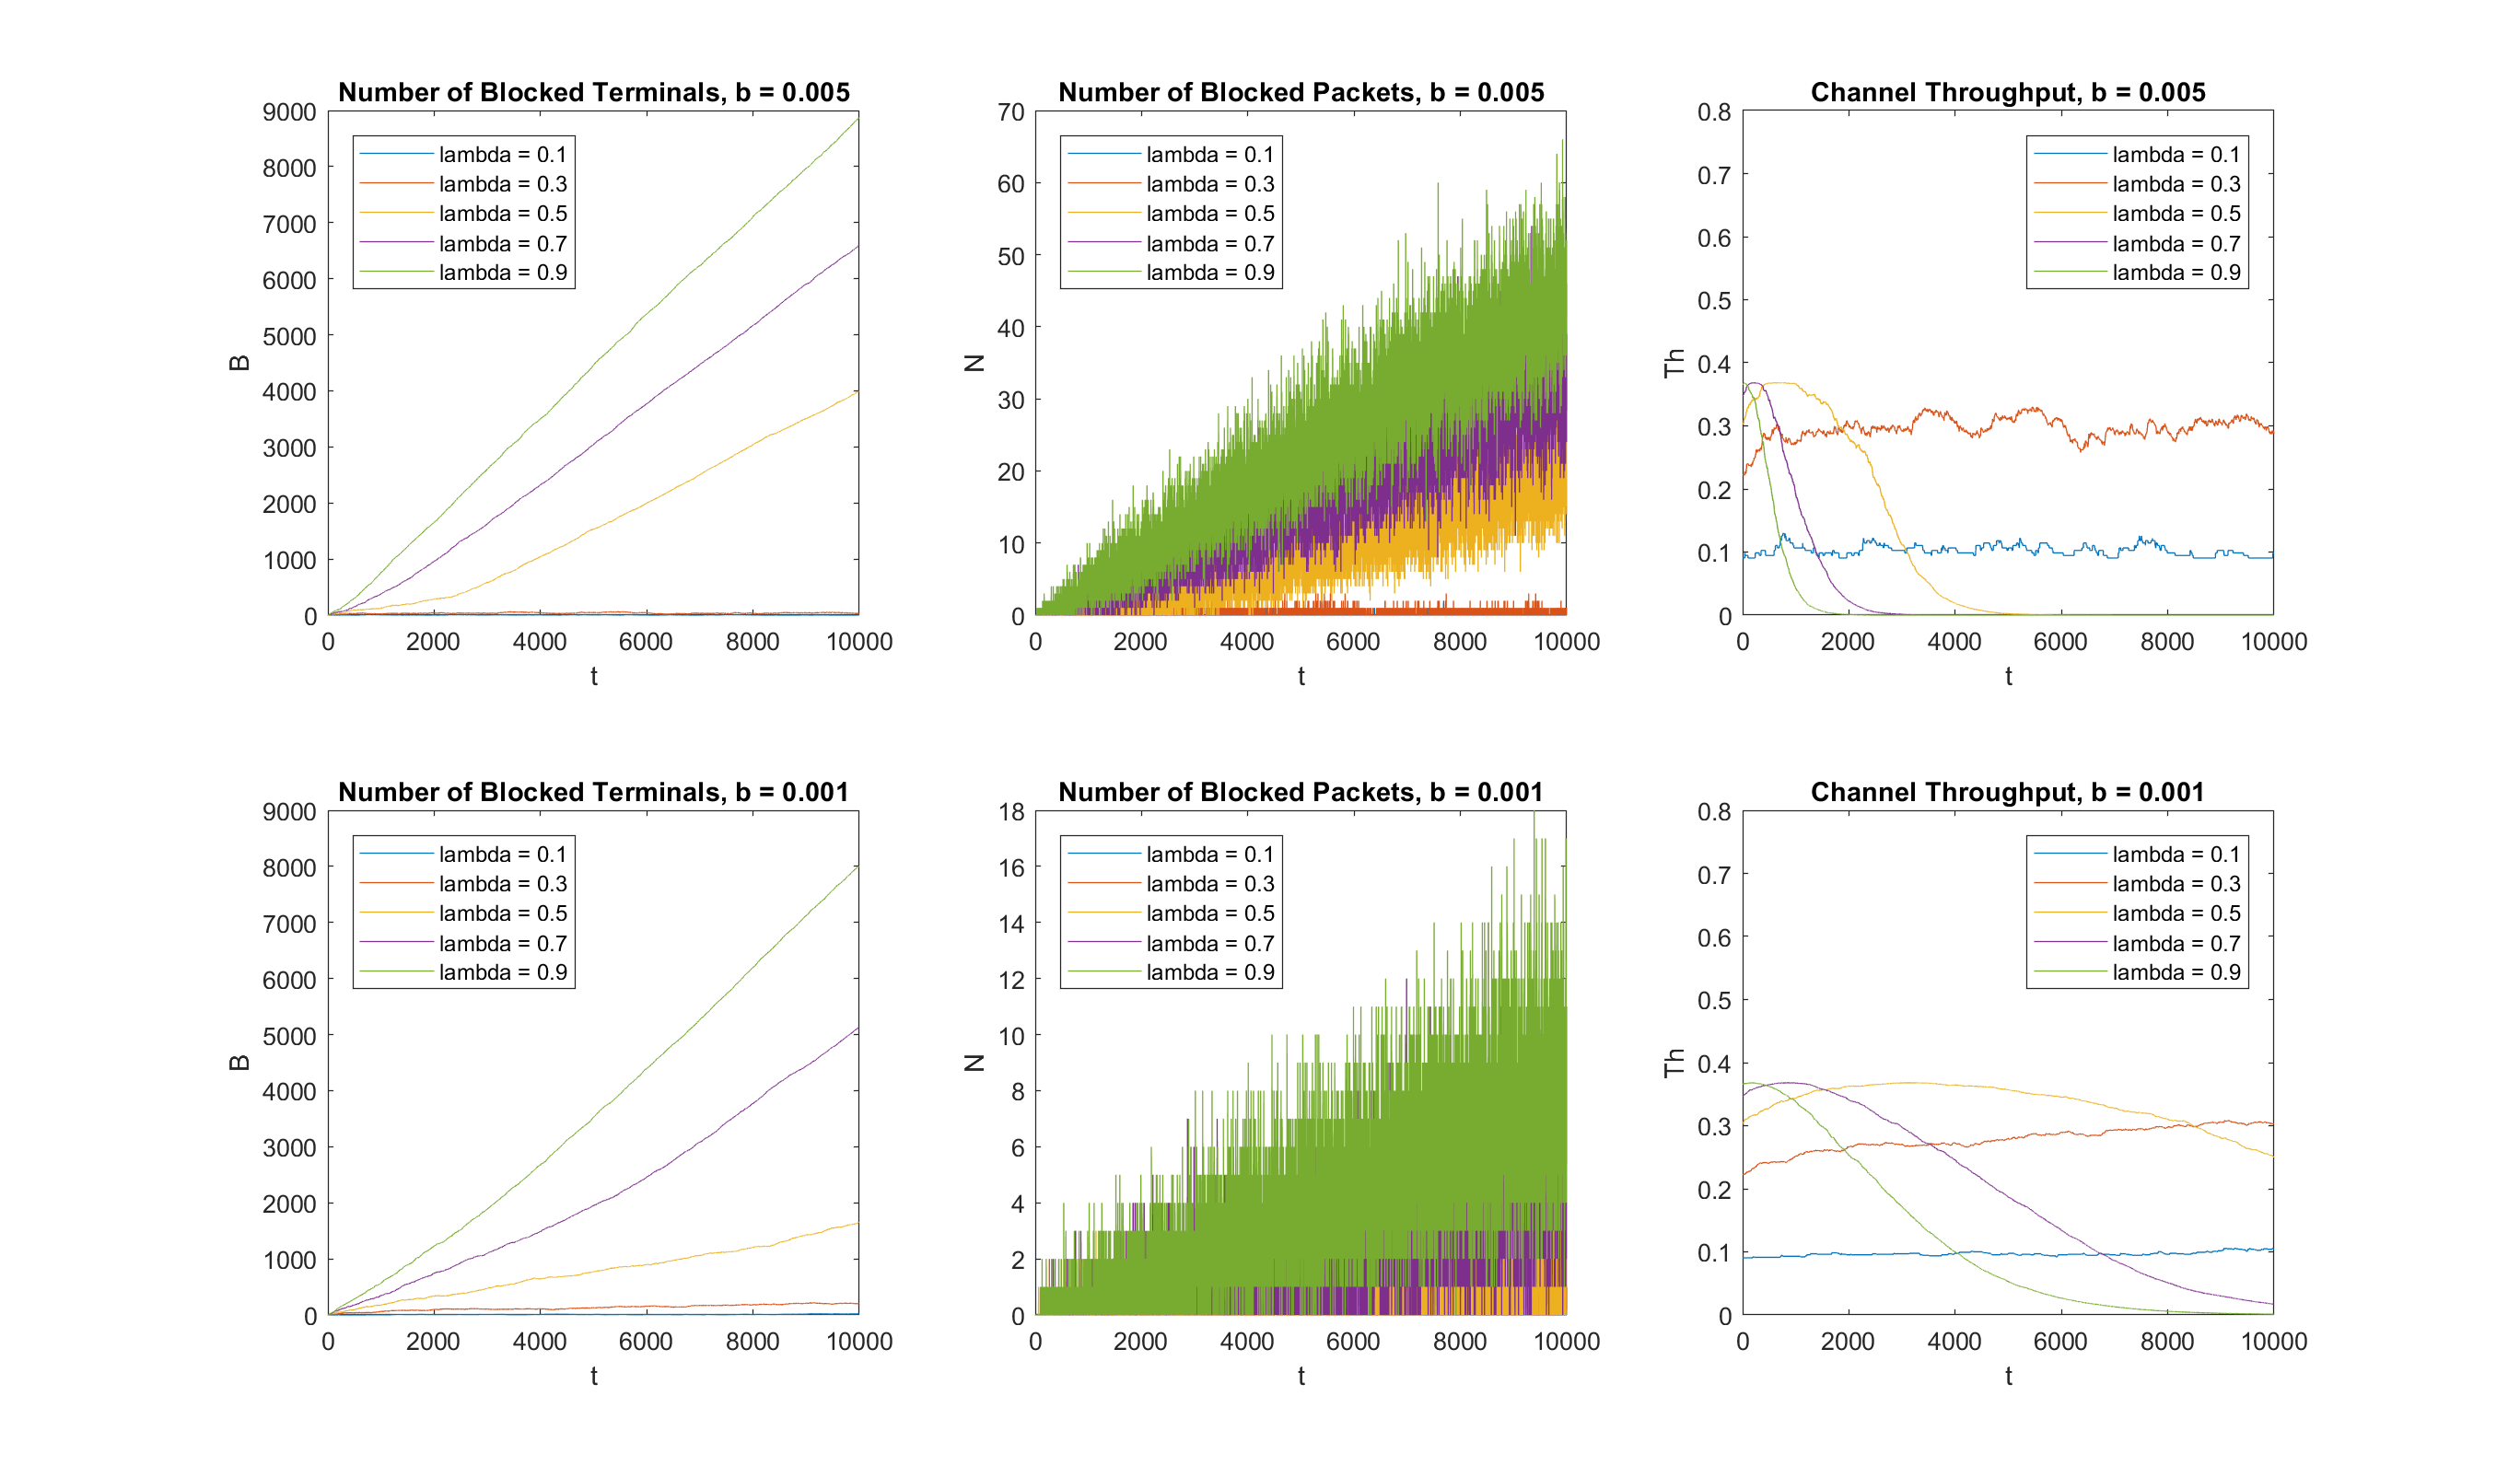 Number of Blocked Terminals, b = 0.005
9000
8000
7000
6000
5000
4000
3000
2000
1000
0
B
lambda = 0.1
lambda = 0.3
lambda = 0.5
lambda = 0.7
lambda = 0.9
0 2000 4000 6000 8000 10000
t
Number of Blocked Packets, b = 0.005
70
60
50
40
30
20
10
0
N
lambda = 0.1
lambda = 0.3
lambda = 0.5
lambda = 0.7
lambda = 0.9
0 2000 4000 6000 8000 10000
t
Channel Throughput, b = 0.005
0.8
0.7
0.6
0.5
0.4
0.3
0.2
0.1
0
Th
lambda = 0.1
lambda = 0.3
lambda = 0.5
lambda = 0.7
lambda = 0.9
0 2000 4000 6000 8000 10000
t
Number of Blocked Terminals, b = 0.001
9000
8000
7000
6000
5000
4000
3000
2000
1000
0
B
lambda = 0.1
lambda = 0.3
lambda = 0.5
lambda = 0.7
lambda = 0.9
0 2000 4000 6000 8000 10000
t
Number of Blocked Packets, b = 0.001
18
16
14
12
10
8
6
4
2
0
N
lambda = 0.1
lambda = 0.3
lambda = 0.5
lambda = 0.7
lambda = 0.9
0 2000 4000 6000 8000 10000
t
Channel Throughput, b = 0.001
0.8
0.7
0.6
0.5
0.4
0.3
0.2
0.1
0
Th
lambda = 0.1
lambda = 0.3
lambda = 0.5
lambda = 0.7
lambda = 0.9
0 2000 4000 6000 8000 10000
t